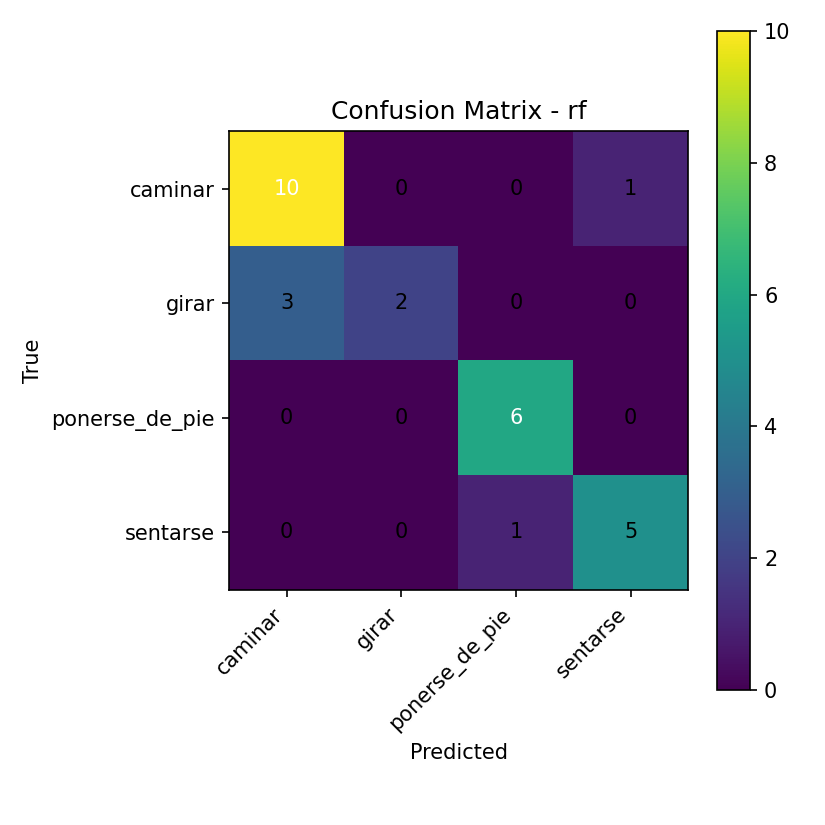 Confusion Matrix - rf
10
8
6
4
2
0
True
caminar
girar
ponerse_de_pie
sentarse
10 0 0 1
3 2 0 0
0 0 6 0
0 0 1 5
caminar
girar
ponerse_de_pie
sentarse
Predicted